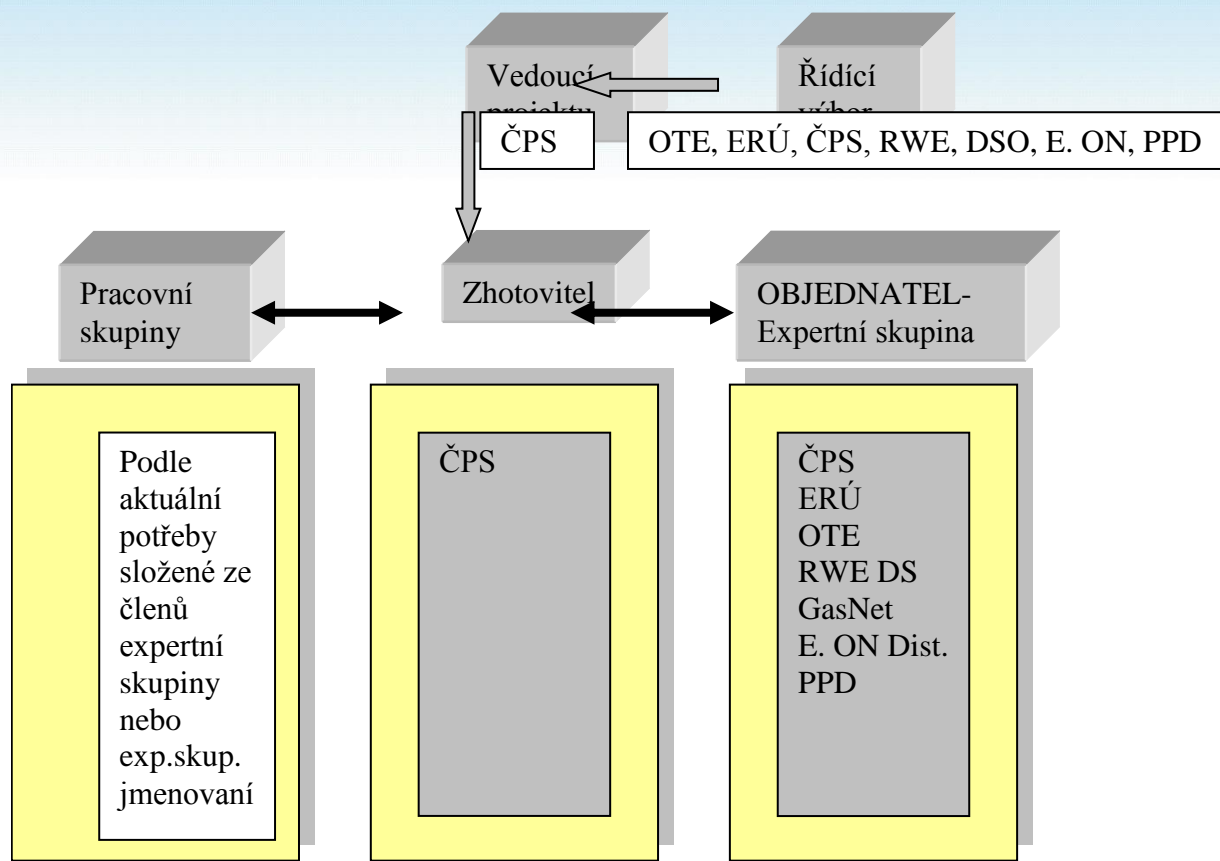 Vedoucí
projektu
Řídící
výbor
ČPS
OTE, ERÚ, ČPS, RWE, DSO, E. ON, PPD
Pracovní
skupiny
Zhotovitel
OBJEDNATEL-
Expertní skupina
Podle
aktuální
potřeby
složené ze
členů
expertní
skupiny
nebo
exp.skup.
jmenovaní
ČPS
ČPS
ERÚ
OTE
RWE DS
GasNet
E. ON Dist.
PPD